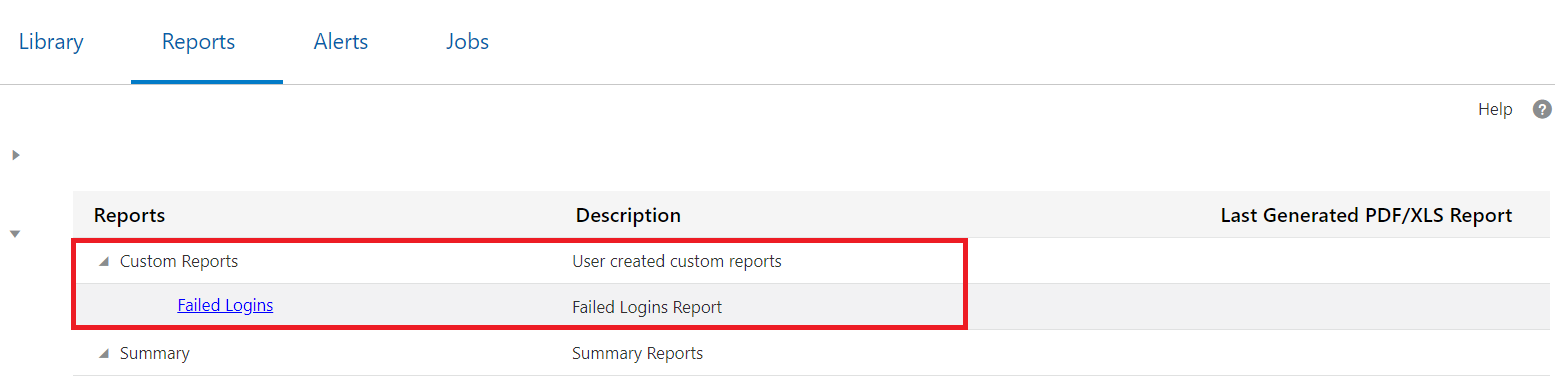 Library Reports Alerts Jobs
Help ?
Reports Description Last Generated PDF/XLS Report
Custom Reports User created custom reports
Failed Logins Failed Logins Report
Summary Summary Reports